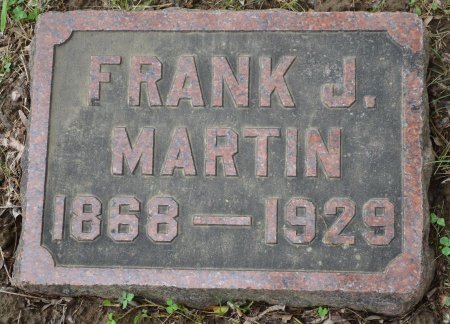 FRANK J.
MARTIN
1868 — 1929